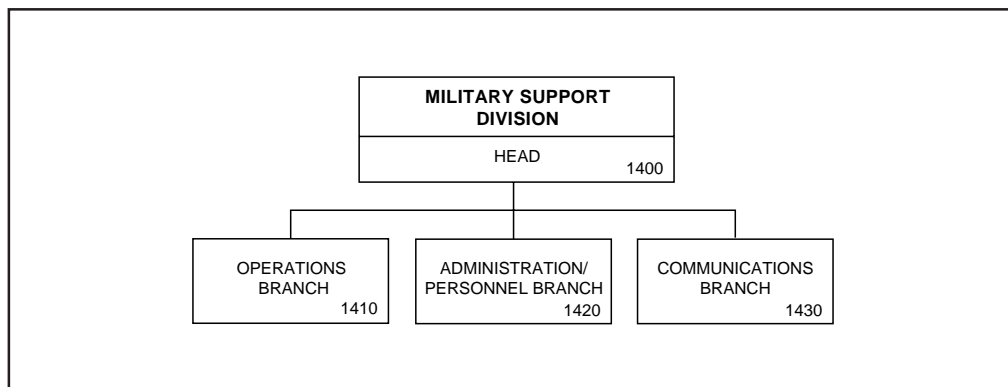 MILITARY SUPPORT
DIVISION
HEAD
1400
OPERATIONS
BRANCH
1410
ADMINISTRATION/
PERSONNEL BRANCH
1420
COMMUNICATIONS
BRANCH
1430